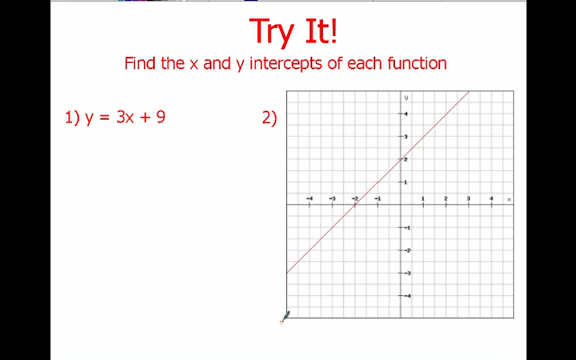 Try It!
Find the x and y intercepts of each function
1) y = 3x + 9
2)
y
4
3
2
1
-4 -3 -2 -1 1 2 3 4 x
-1
-2
-3
-4